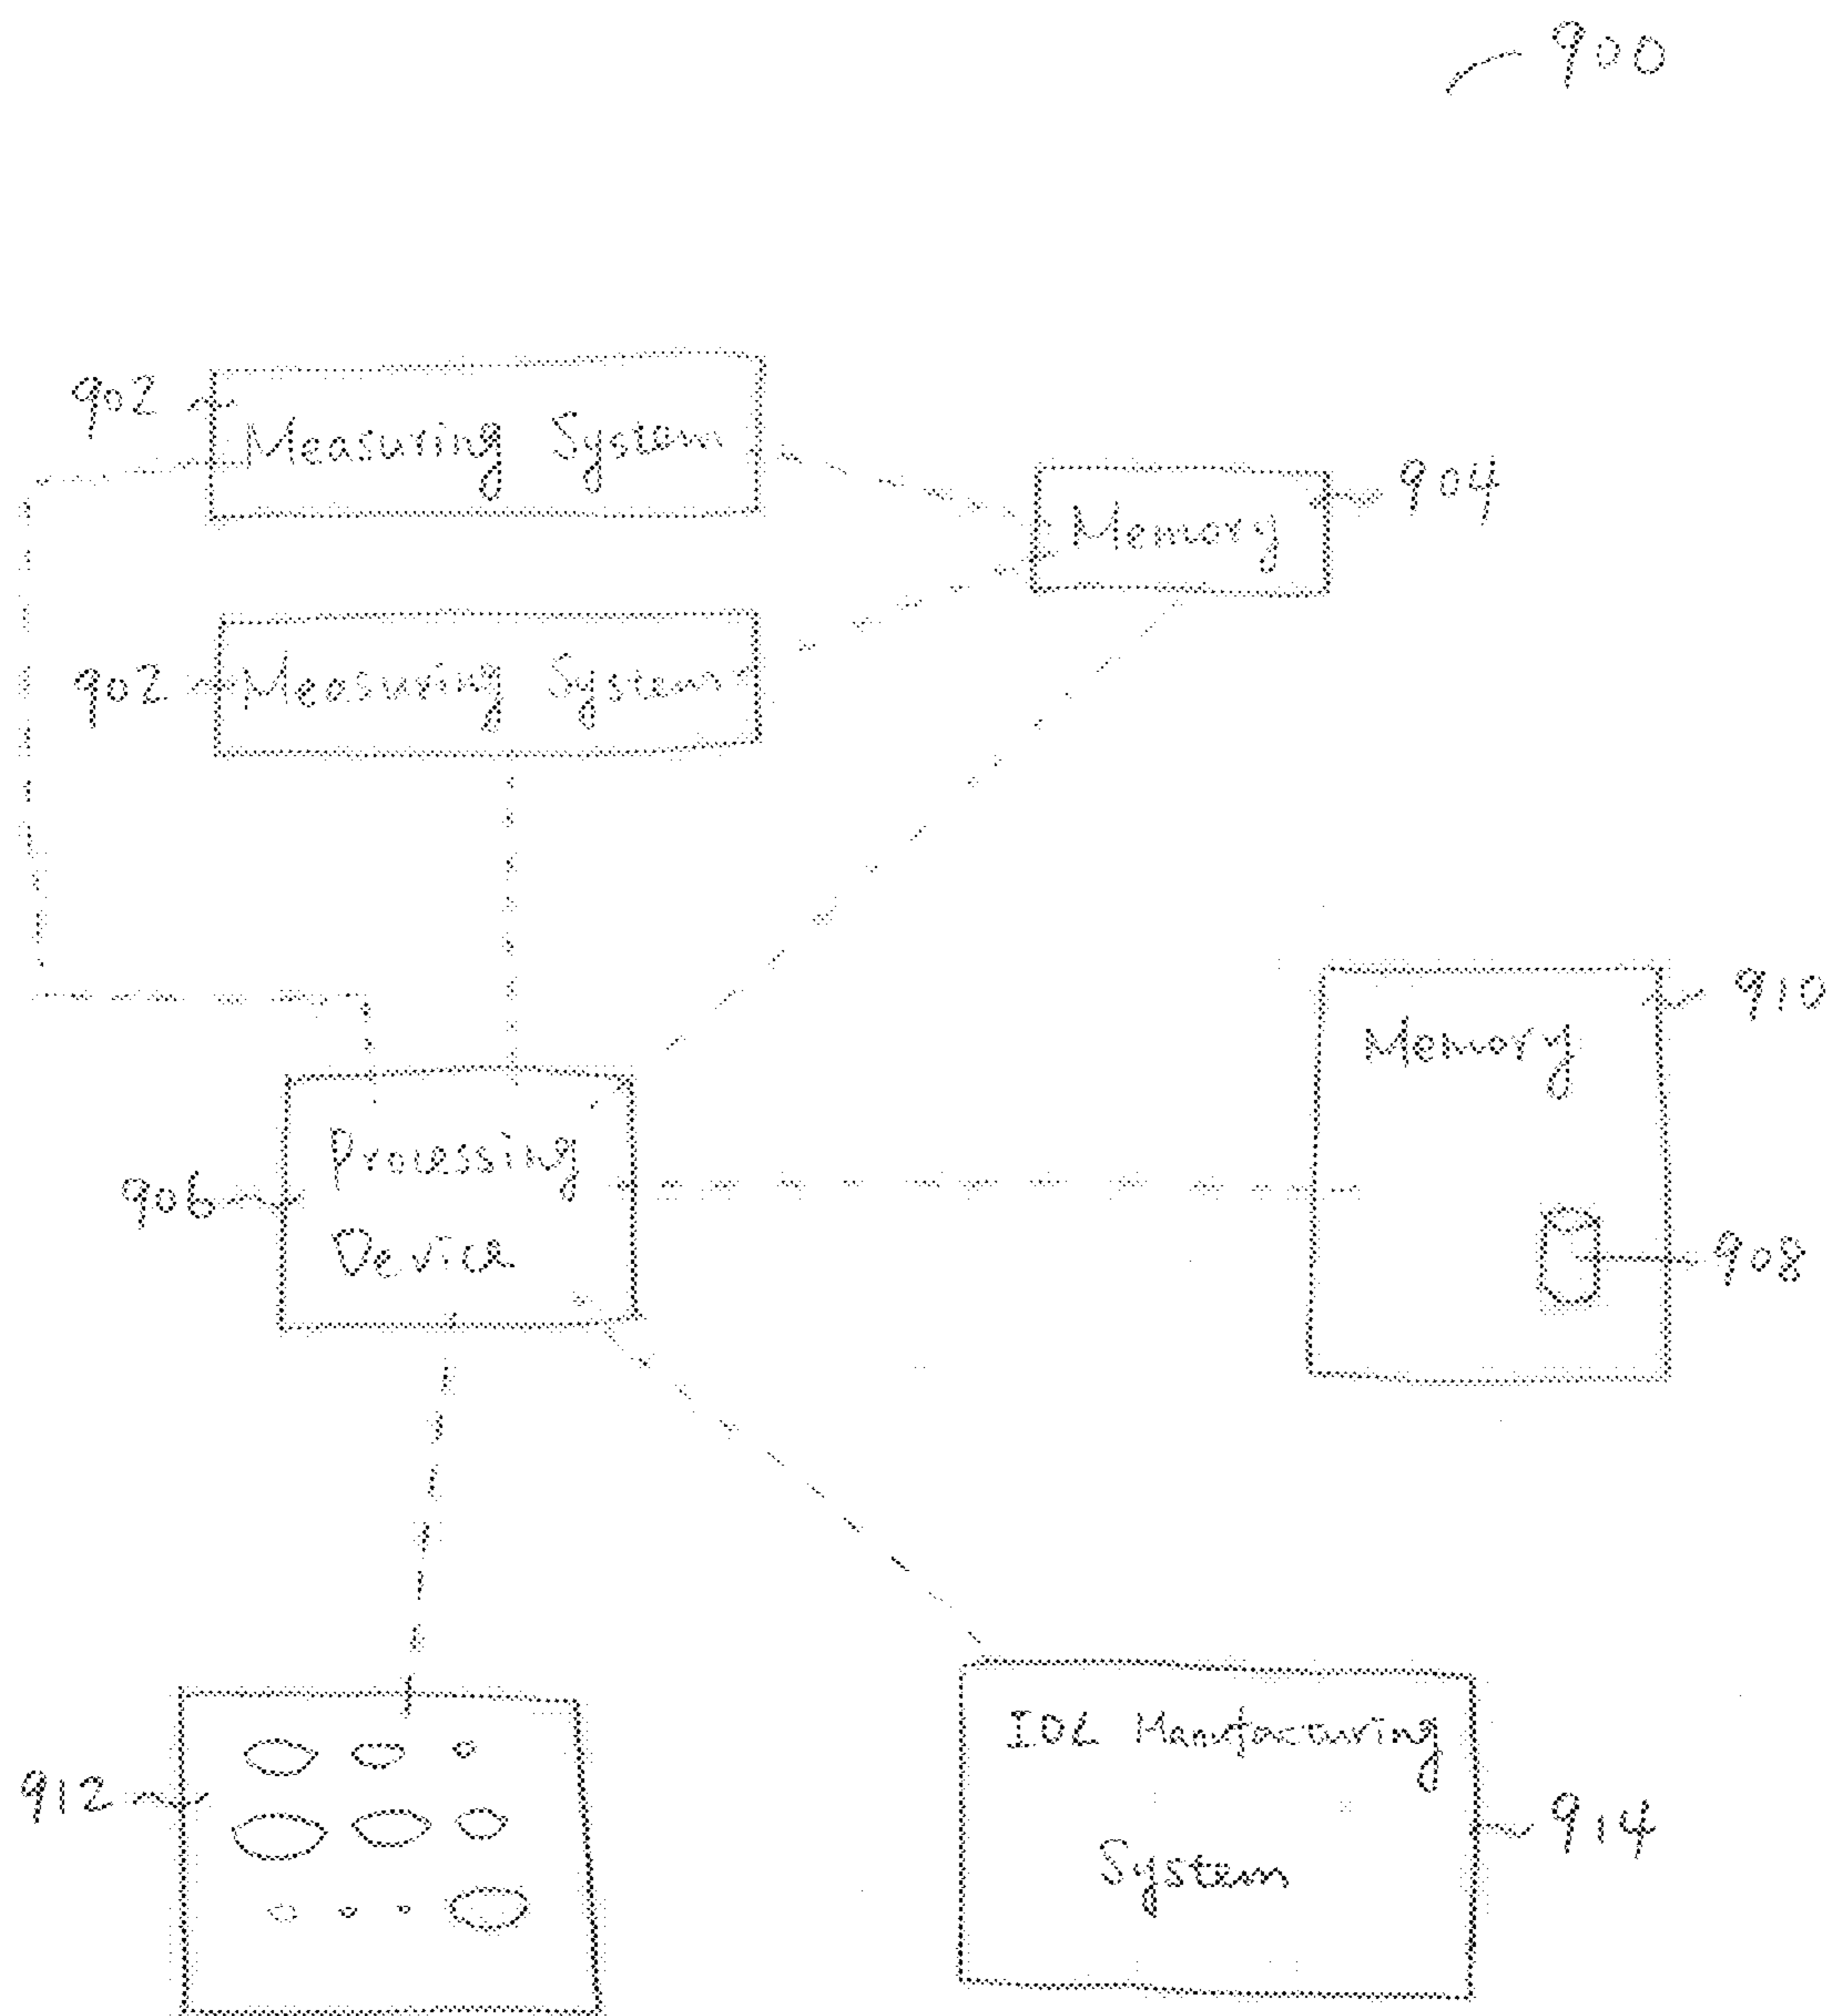 900
902
Measuring System
904
Memory
902
Measuring System
910
Memory
906
Processing
Device
908
912
IOL Manufacturing
System
914